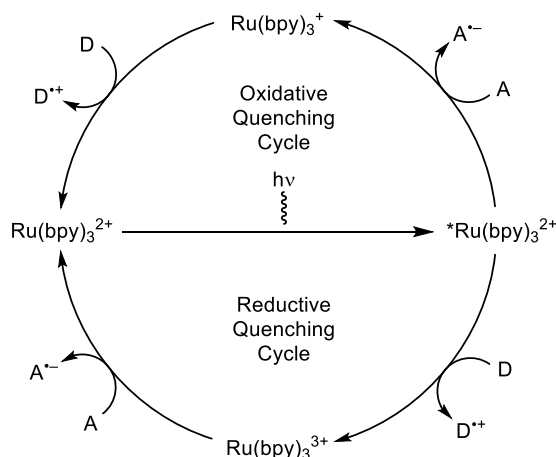 Ru(bpy)₃⁺
D
A•−
D•+
A
Oxidative
Quenching
Cycle
hν
Ru(bpy)₃²⁺
*Ru(bpy)₃²⁺
Reductive
Quenching
Cycle
A•−
D
A
D•+
Ru(bpy)₃³⁺